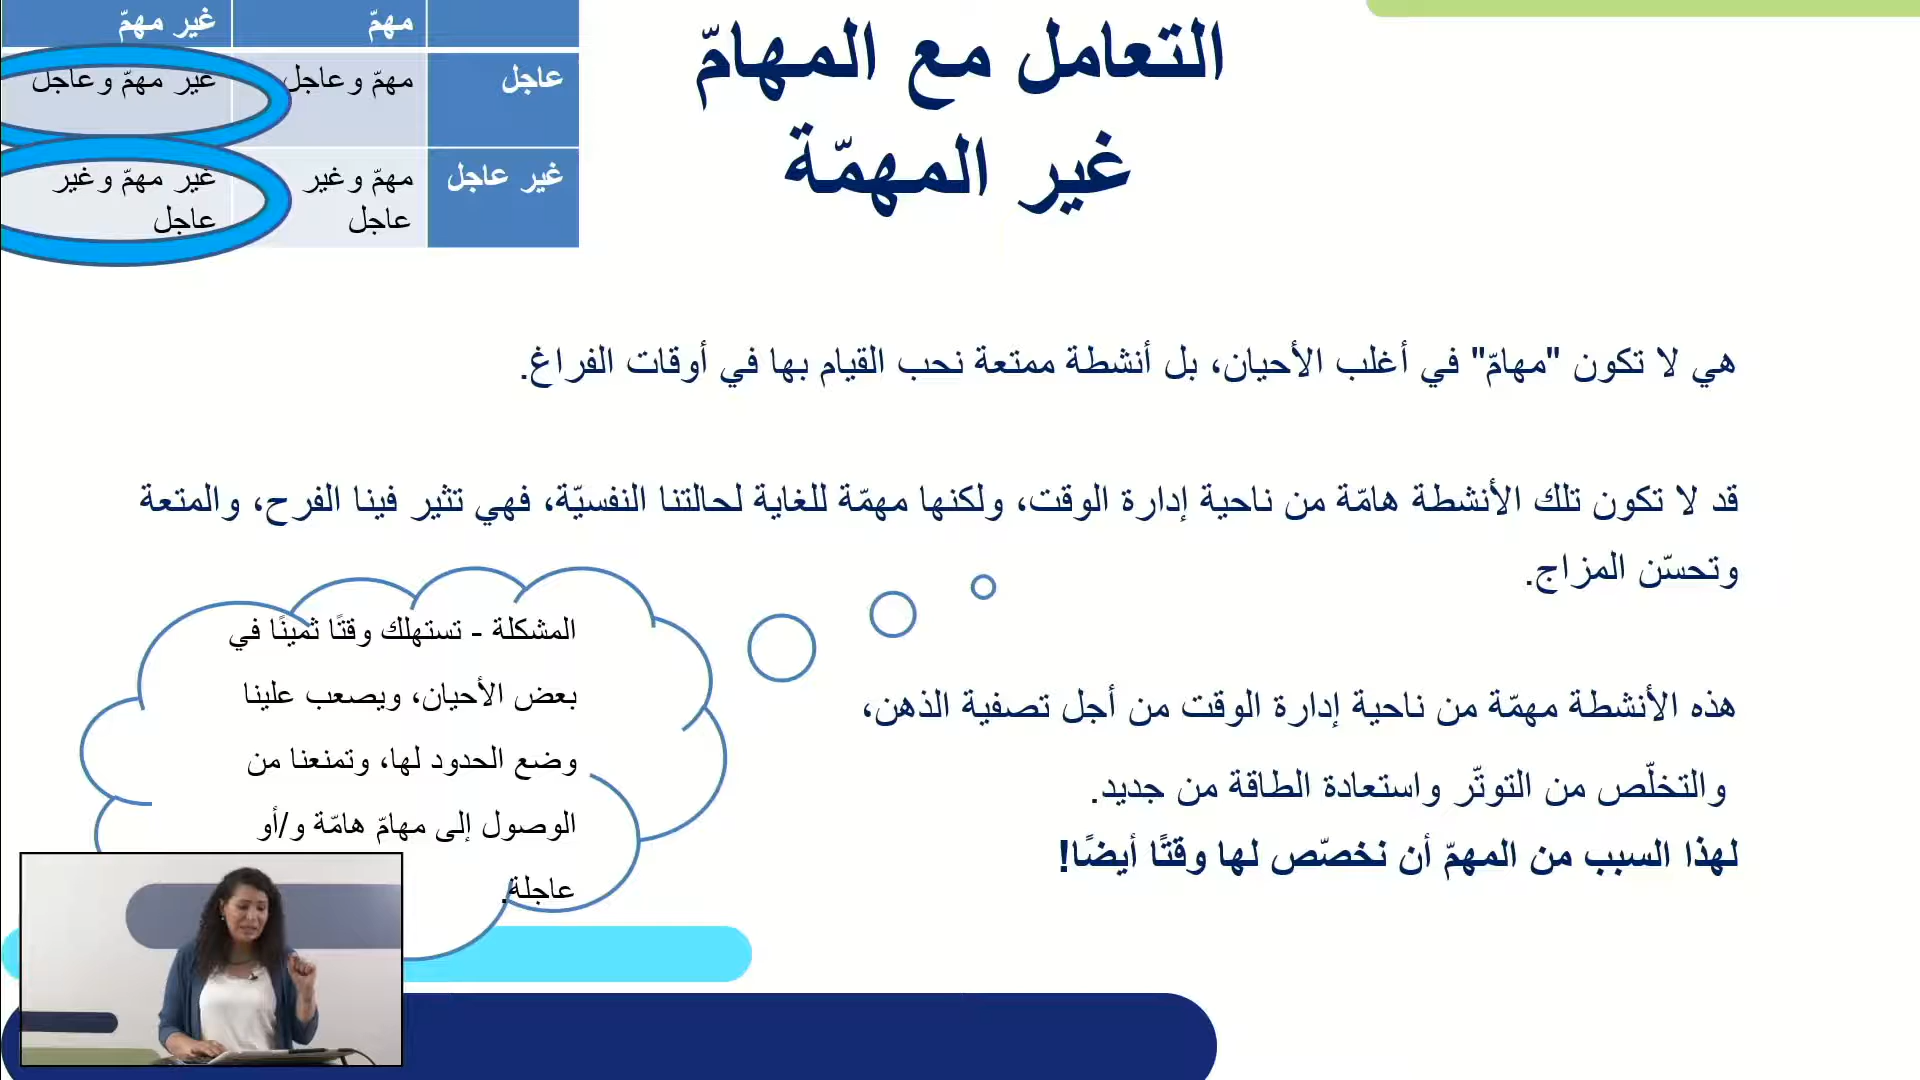 التعامل مع المهامّ
غير المهمّة
مهمّ
غير مهمّ
عاجل
مهمّ وعاجل
غير مهمّ وعاجل
غير عاجل
مهمّ وغير
عاجل
غير مهمّ وغير
عاجل
هي لا تكون "مهامّ" في أغلب الأحيان، بل أنشطة ممتعة نحب القيام بها في أوقات الفراغ.
قد لا تكون تلك الأنشطة هامّة من ناحية إدارة الوقت، ولكنها مهمّة للغاية لحالتنا النفسيّة، فهي تثير فينا الفرح، والمتعة
وتحسّن المزاج.
هذه الأنشطة مهمّة من ناحية إدارة الوقت من أجل تصفية الذهن،
والتخلّص من التوتّر واستعادة الطاقة من جديد.
لهذا السبب من المهمّ أن نخصّص لها وقتًا أيضًا!
المشكلة - تستهلك وقتًا ثمينًا في
بعض الأحيان، ويصعب علينا
وضع الحدود لها، وتمنعنا من
الوصول إلى مهامّ هامّة و/أو
عاجلة.